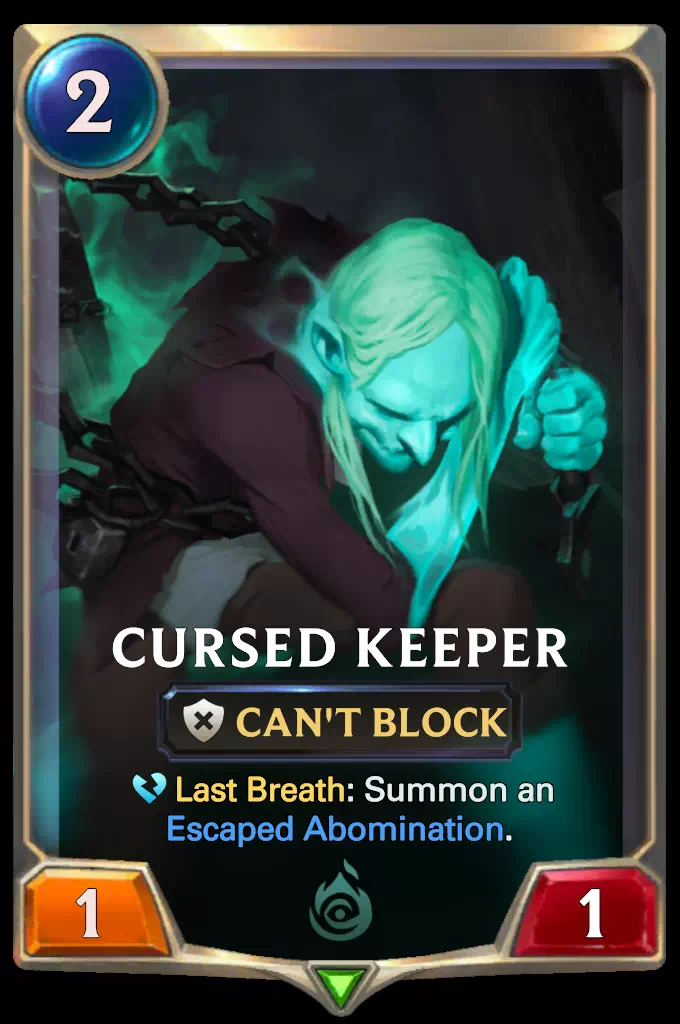 2
CURSED KEEPER
CAN'T BLOCK
Last Breath: Summon an
Escaped Abomination.
1 1